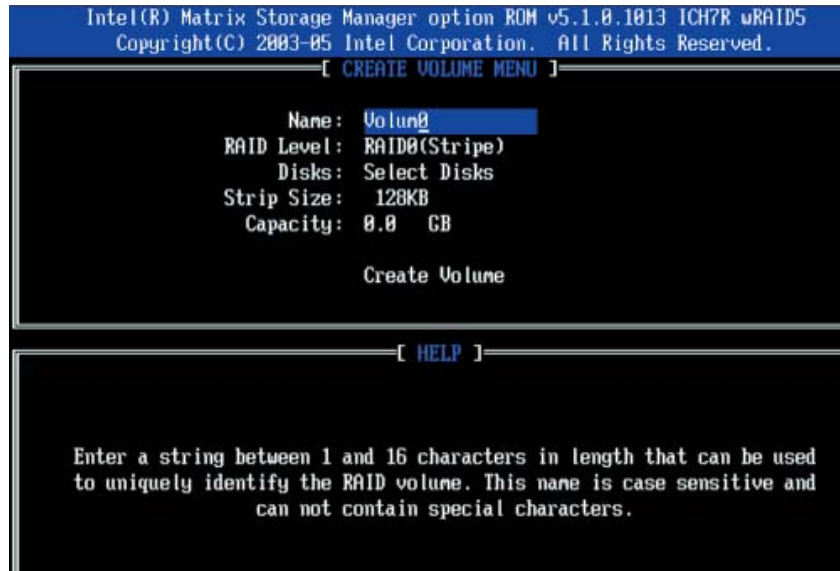 Intel(R) Matrix Storage Manager option ROM v5.1.0.1013 ICH7R wRAID5
Copyright(C) 2003-05 Intel Corporation. All Rights Reserved.
[ CREATE VOLUME MENU ]
Name: Volum0
RAID Level: RAID0(Stripe)
Disks: Select Disks
Strip Size: 128KB
Capacity: 0.0 GB
Create Volume
[ HELP ]
Enter a string between 1 and 16 characters in length that can be used
to uniquely identify the RAID volume. This name is case sensitive and
can not contain special characters.